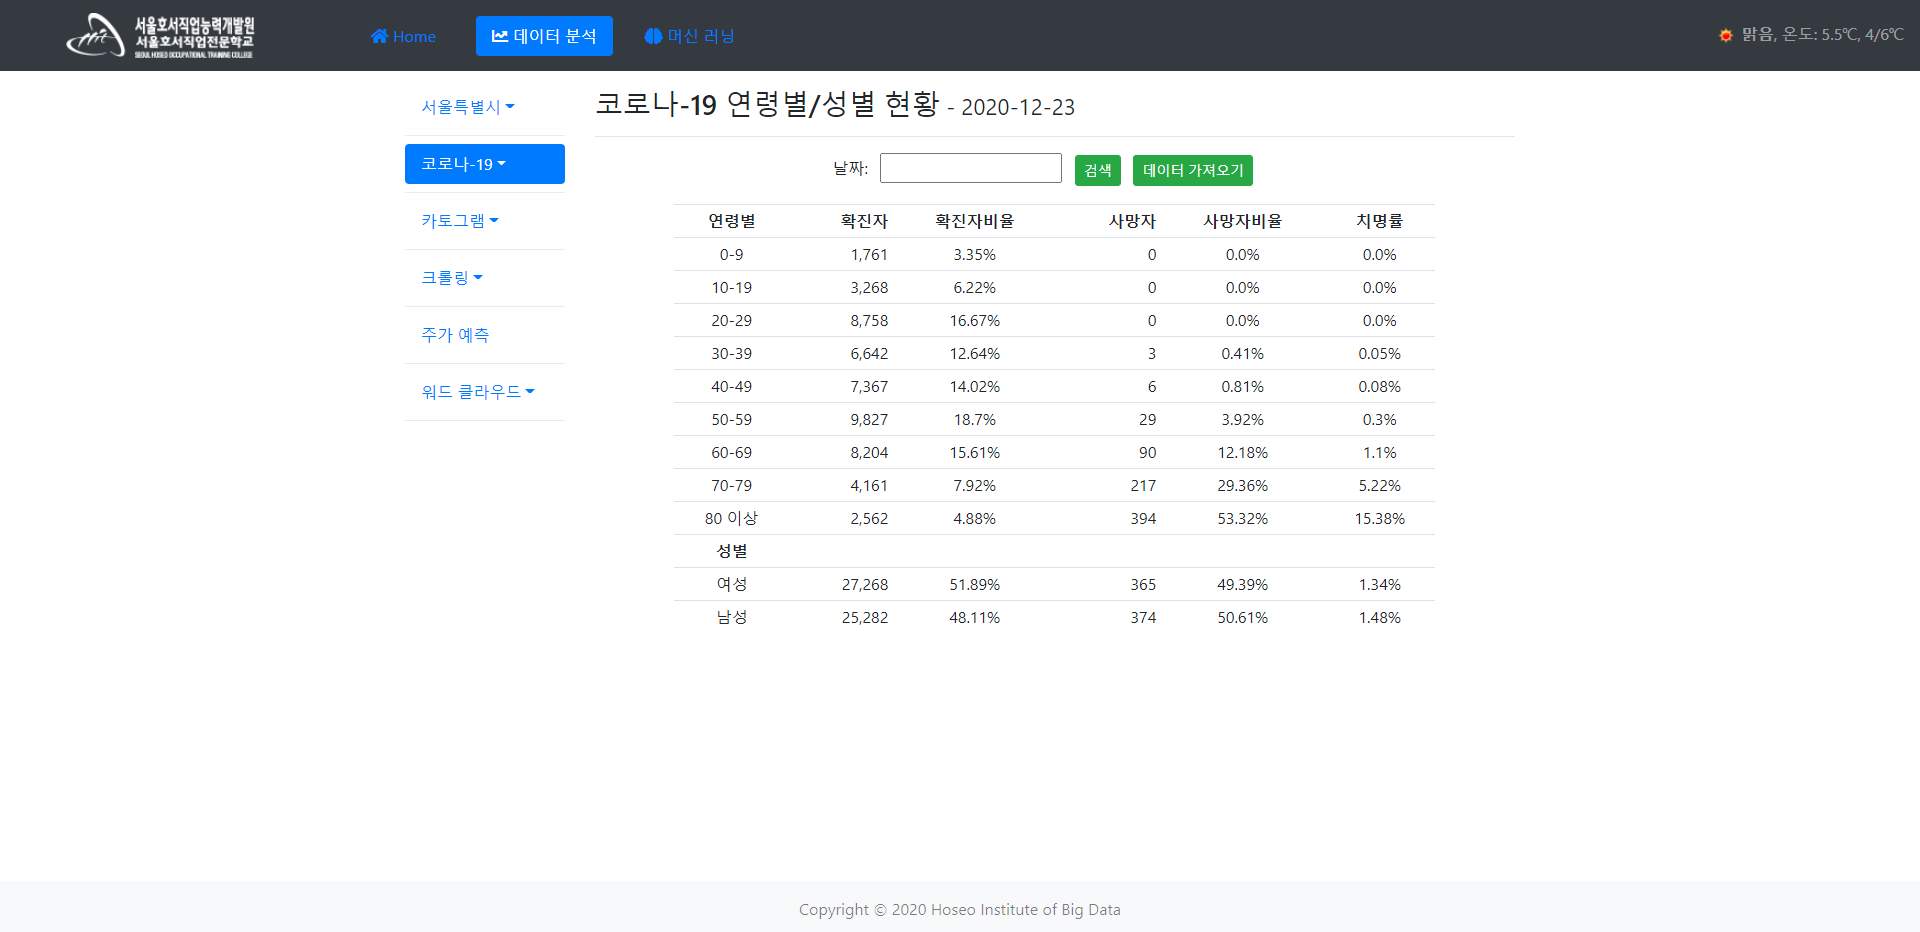 서울호서직업능력개발원
서울호서직업전문학교
SEOUL HOSEO OCCUPATIONAL TRAINING COLLEGE
Home 데이터 분석 머신 러닝 맑음, 온도: 5.5℃, 4/6℃
서울특별시
코로나-19
카토그램
크롤링
주가 예측
워드 클라우드
코로나-19 연령별/성별 현황 - 2020-12-23
날짜: 검색 데이터 가져오기
연령별 확진자 확진자비율 사망자 사망자비율 치명률
0-9 1,761 3.35% 0 0.0% 0.0%
10-19 3,268 6.22% 0 0.0% 0.0%
20-29 8,758 16.67% 0 0.0% 0.0%
30-39 6,642 12.64% 3 0.41% 0.05%
40-49 7,367 14.02% 6 0.81% 0.08%
50-59 9,827 18.7% 29 3.92% 0.3%
60-69 8,204 15.61% 90 12.18% 1.1%
70-79 4,161 7.92% 217 29.36% 5.22%
80 이상 2,562 4.88% 394 53.32% 15.38%
성별
여성 27,268 51.89% 365 49.39% 1.34%
남성 25,282 48.11% 374 50.61% 1.48%
Copyright © 2020 Hoseo Institute of Big Data